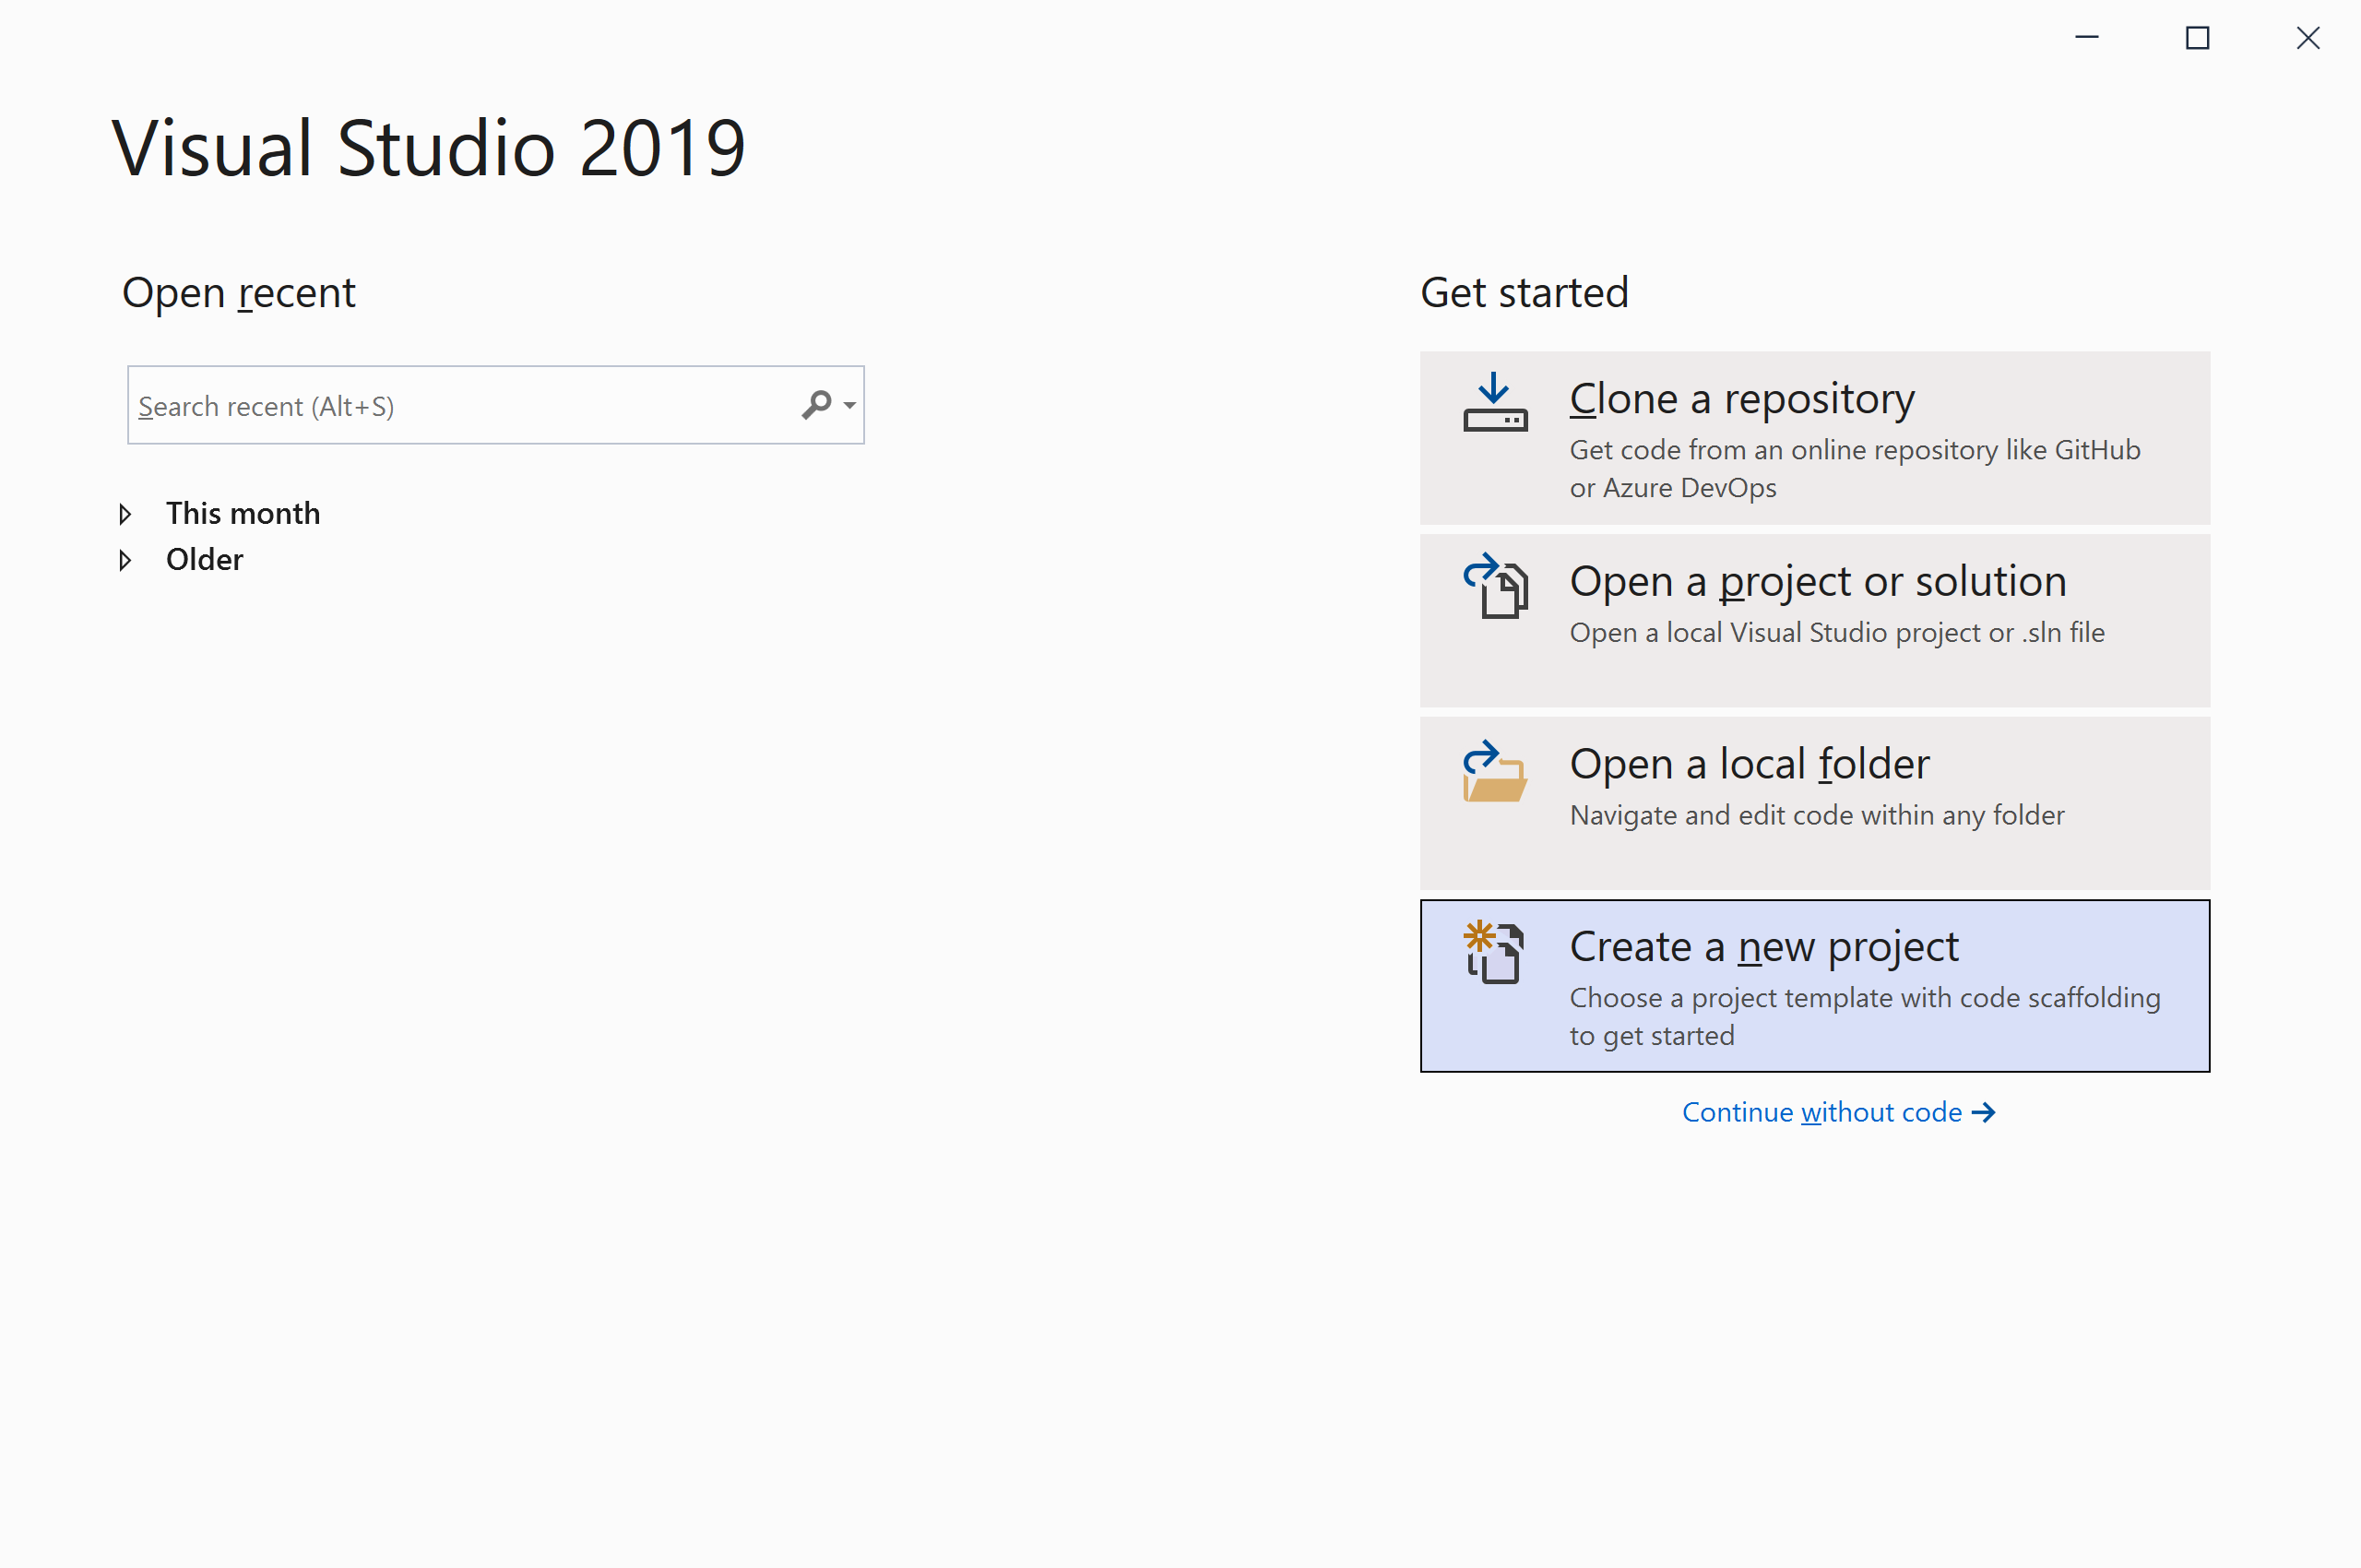 Visual Studio 2019
Open recent
Search recent (Alt+S)
This month
Older
Get started
Clone a repository
Get code from an online repository like GitHub
or Azure DevOps
Open a project or solution
Open a local Visual Studio project or .sln file
Open a local folder
Navigate and edit code within any folder
Create a new project
Choose a project template with code scaffolding
to get started
Continue without code